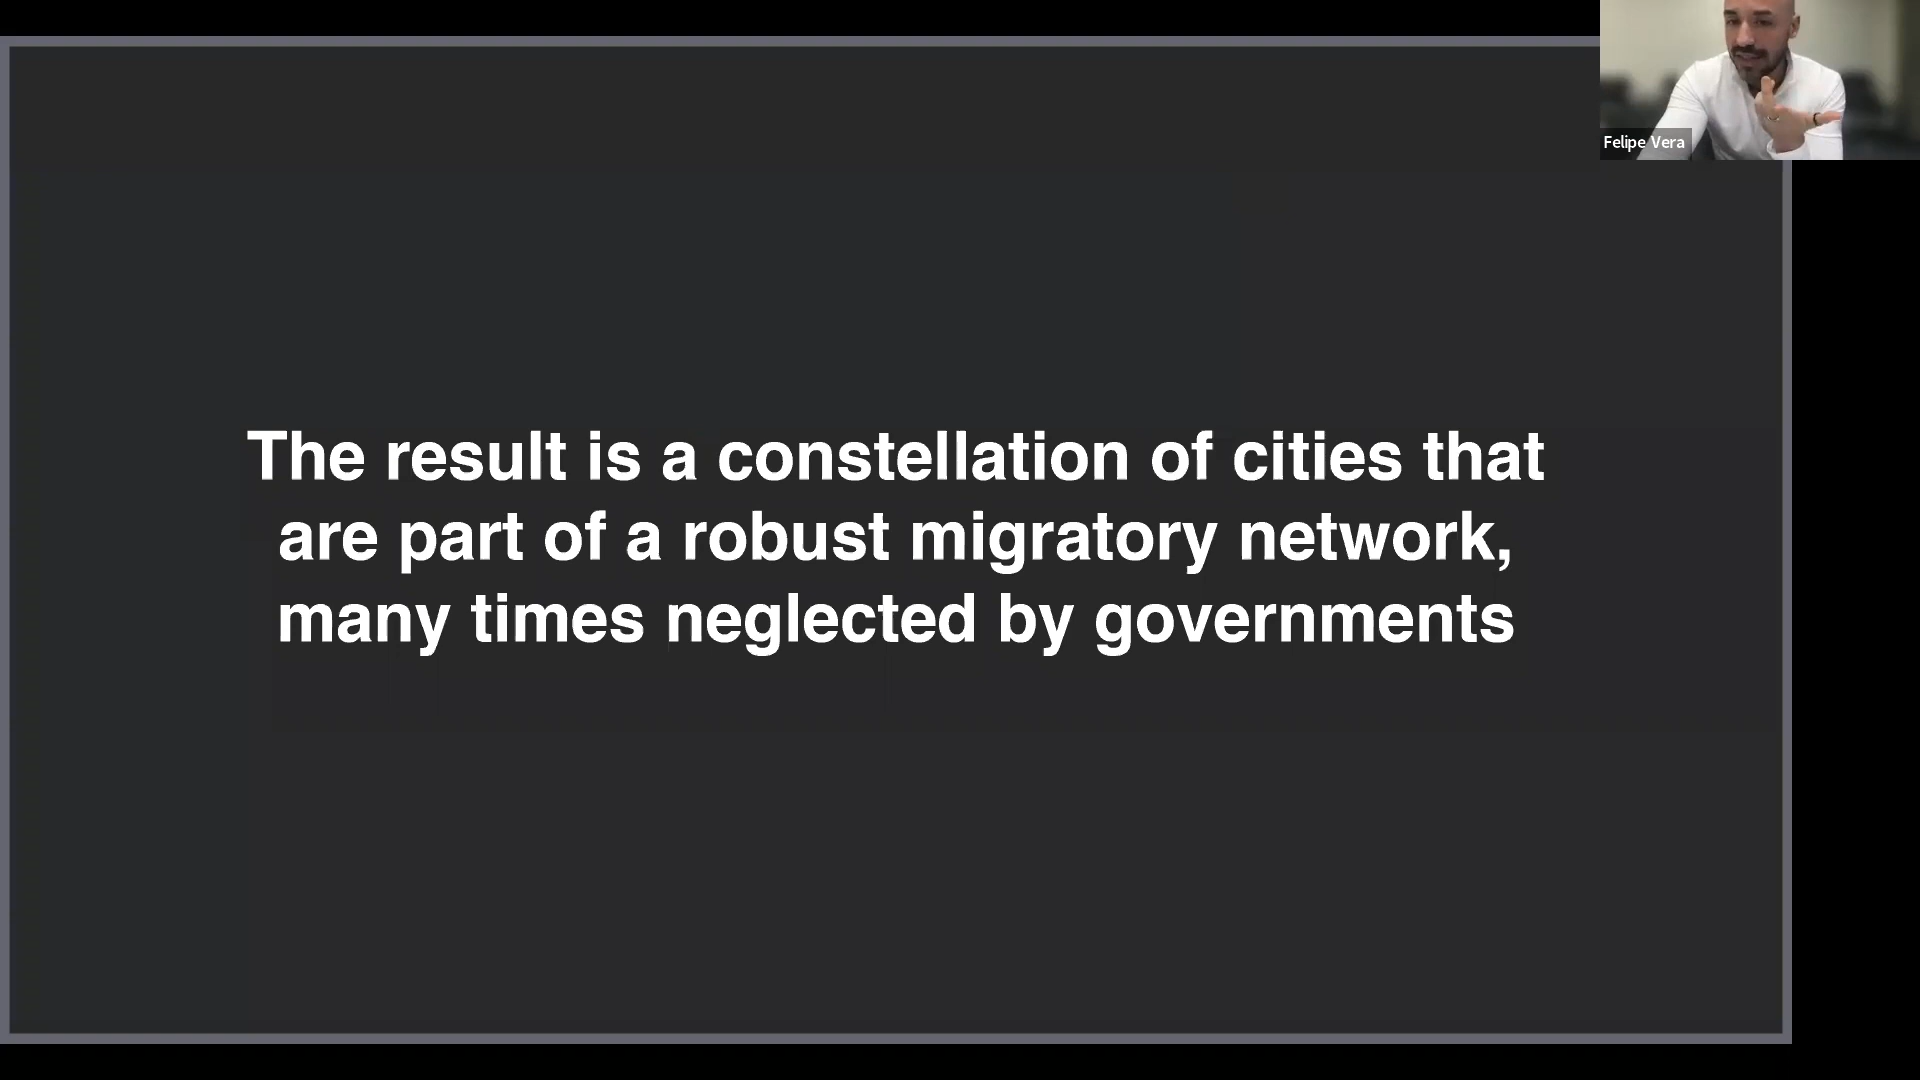 Felipe Vera
The result is a constellation of cities that
are part of a robust migratory network,
many times neglected by governments